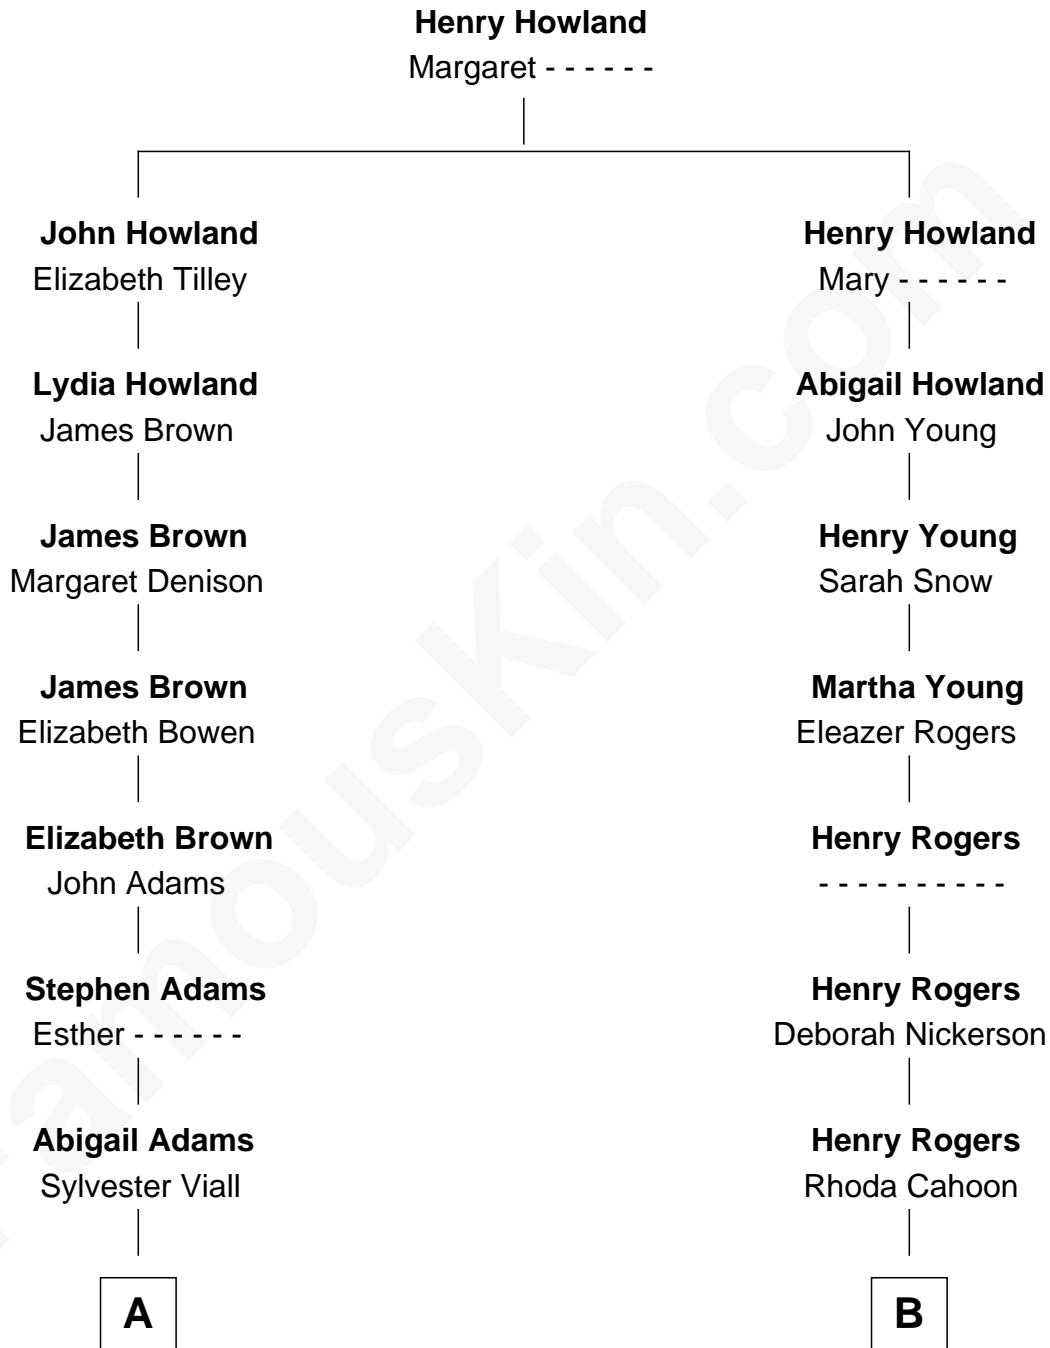 Henry Howland
Margaret - - - - - -
John Howland
Elizabeth Tilley
Henry Howland
Mary - - - - - -
Lydia Howland
James Brown
Abigail Howland
John Young
James Brown
Margaret Denison
Henry Young
Sarah Snow
James Brown
Elizabeth Bowen
Martha Young
Eleazer Rogers
Elizabeth Brown
John Adams
Henry Rogers
- - - - - - - - - -
Stephen Adams
Esther - - - - - -
Henry Rogers
Deborah Nickerson
Abigail Adams
Sylvester Viall
Henry Rogers
Rhoda Cahoon
A
B
FamousKin.com